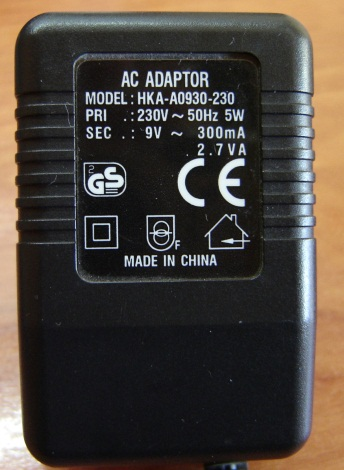 AC ADAPTOR
MODEL : HKA-A0930-230
PRI .: 230V ~ 50Hz 5W
SEC .: 9V ~ 300mA
. 2.7VA
2
GS
CE
F
MADE IN CHINA